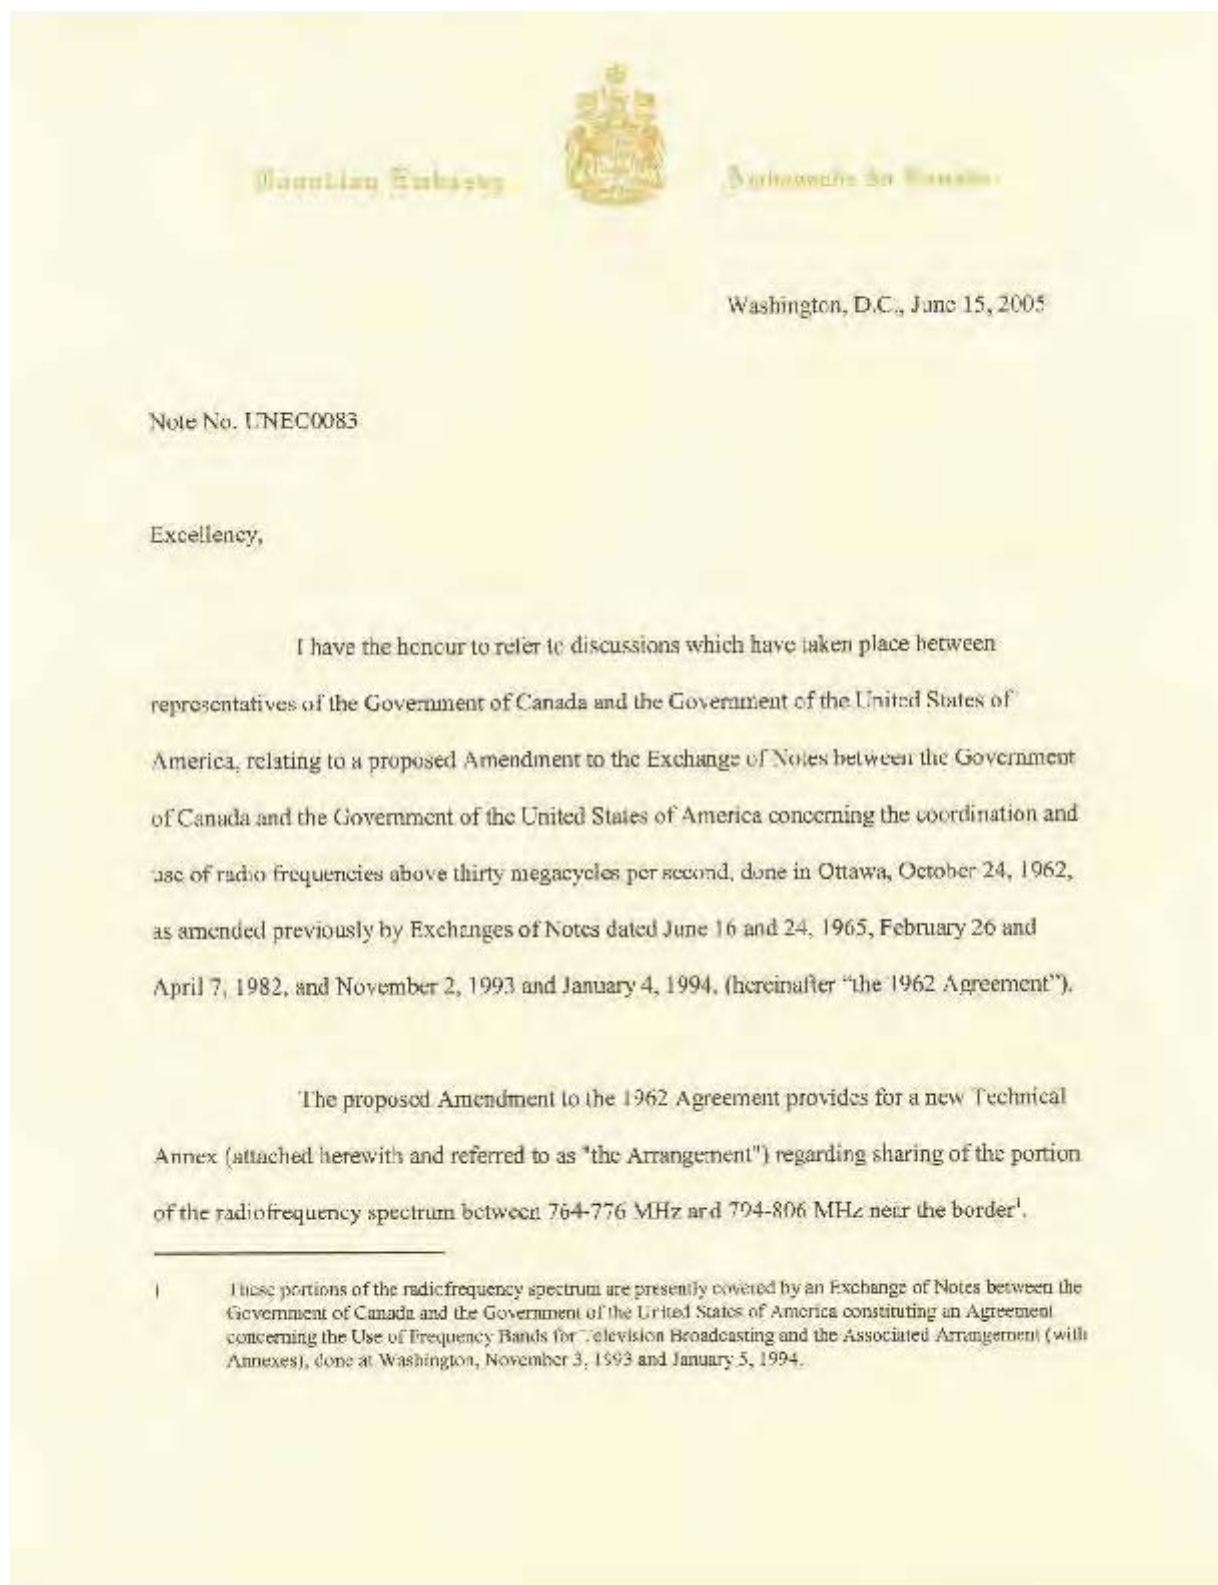 Canadian Embassy
Ambassade du Canada
Washington, D.C., June 15, 2005
Note No. UNEC0083
Excellency,
I have the honour to refer to discussions which have taken place between
representatives of the Government of Canada and the Government of the United States of
America, relating to a proposed Amendment to the Exchange of Notes between the Government
of Canada and the Government of the United States of America concerning the coordination and
use of radio frequencies above thirty megacycles per second, done in Ottawa, October 24, 1962,
as amended previously by Exchanges of Notes dated June 16 and 24, 1965, February 26 and
April 7, 1982, and November 2, 1993 and January 4, 1994, (hereinafter “the 1962 Agreement”).
The proposed Amendment to the 1962 Agreement provides for a new Technical
Annex (attached herewith and referred to as "the Arrangement") regarding sharing of the portion
of the radiofrequency spectrum between 764-776 MHz and 794-806 MHz near the border¹.
1 These portions of the radiofrequency spectrum are presently covered by an Exchange of Notes between the
Government of Canada and the Government of the United States of America constituting an Agreement
concerning the Use of Frequency Bands for Television Broadcasting and the Associated Arrangement (with
Annexes), done at Washington, November 3, 1993 and January 5, 1994.